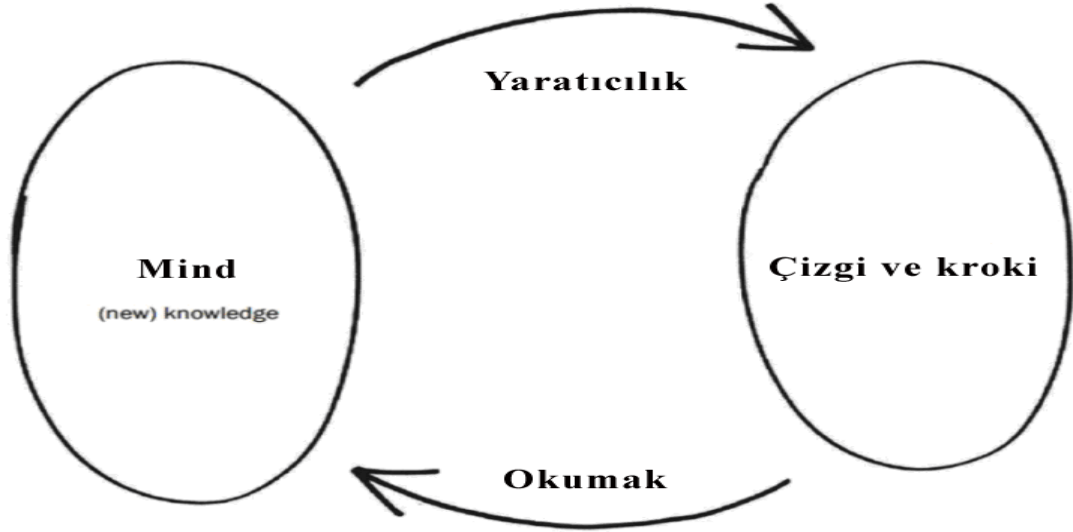 Yaratıcılık
Mind
(new) knowledge
Çizgi ve kroki
Okumak